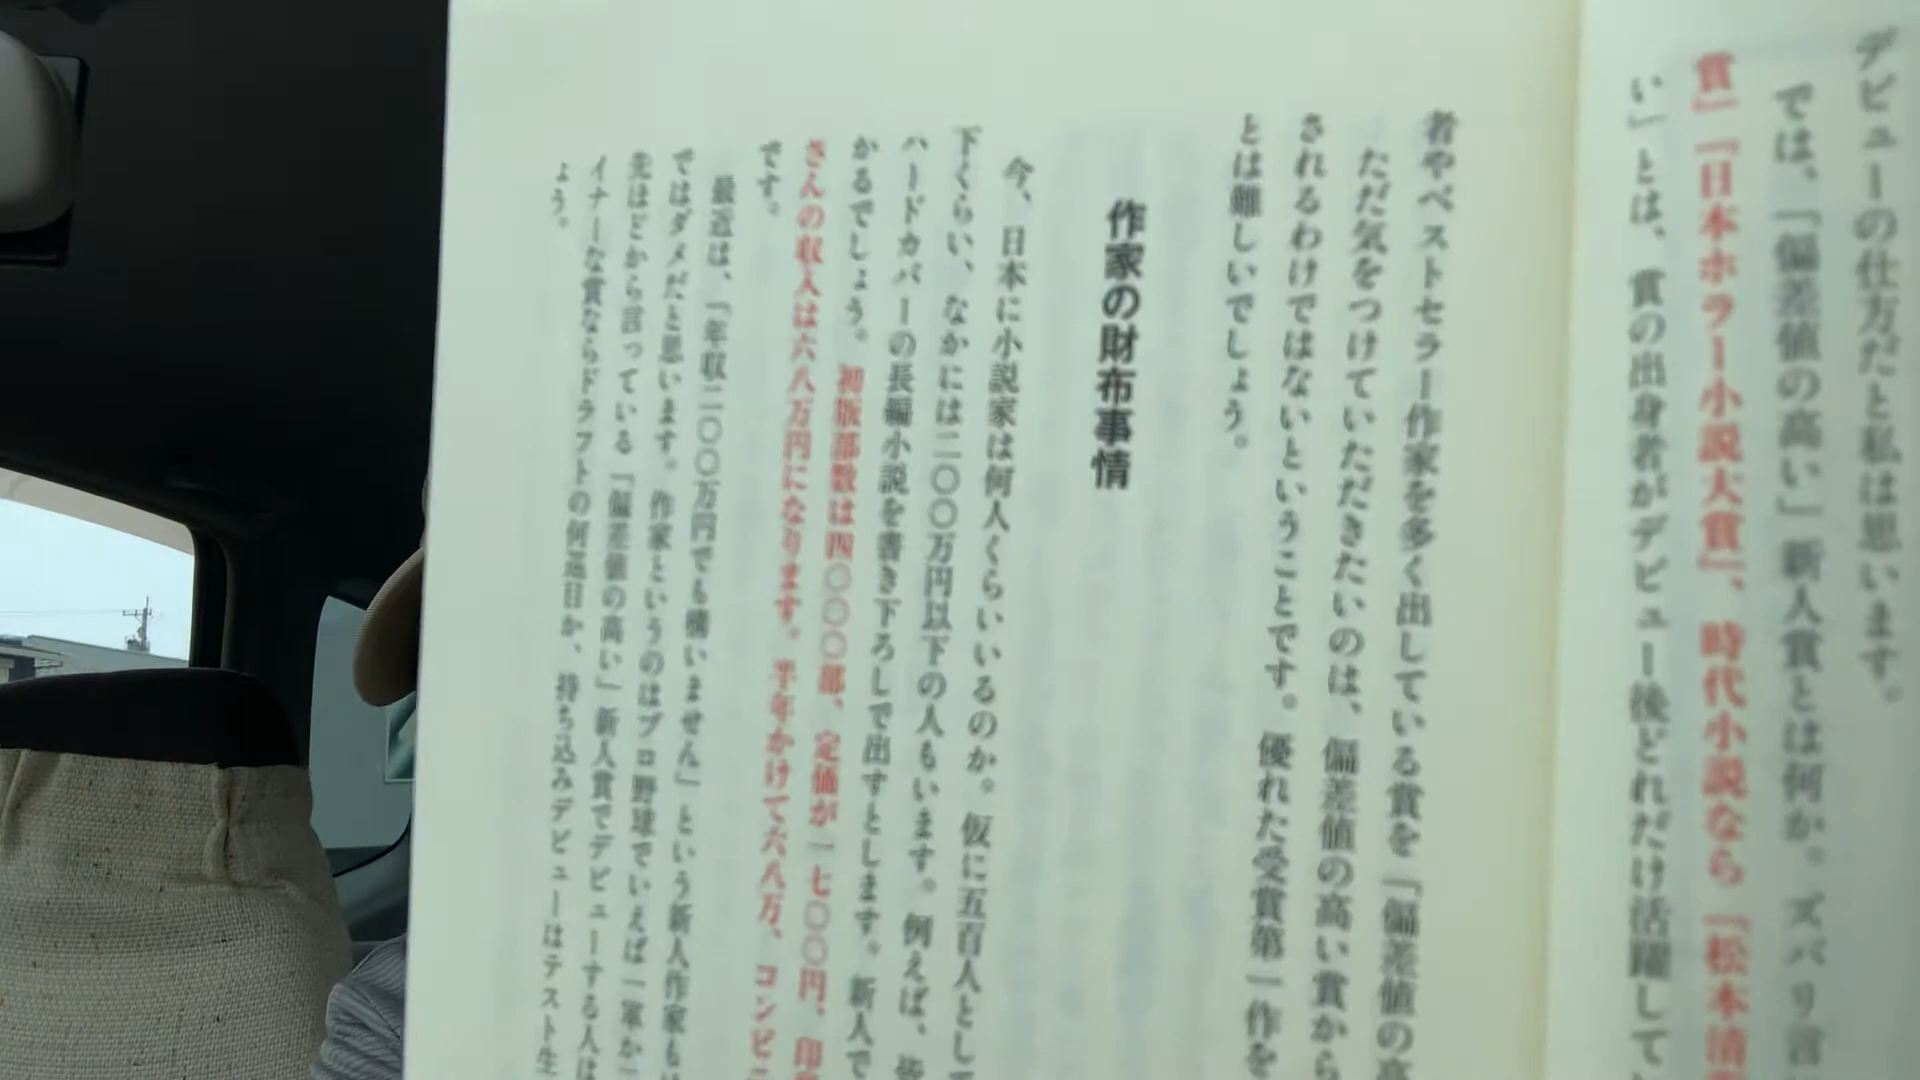 デビューの仕方だと私は思います。
では、「偏差値の高い」新人賞とは何か。ズバリ言
賞」『日本ホラー小説大賞』、時代小説なら『松本清
い」とは、賞の出身者がデビュー後どれだけ活躍して
者やベストセラー作家を多く出している賞を「偏差値の高
ただ気をつけていただきたいのは、偏差値の高い賞から
されるわけではないということです。優れた受賞第一作を
とは難しいでしょう。
作家の財布事情
今、日本に小説家は何人くらいいるのか。仮に五百人として
下くらい、なかには二〇〇万円以下の人もいます。例えば、
ハードカバーの長編小説を書き下ろしで出すとします。新人で
かるでしょう。初版部数は四〇〇〇部、定価が一七〇〇円、印
さんの収入は六八万円になります。半年かけて六八万、コンビニ
です。
最近は、「年収二〇〇万円でも構いません」という新人作家も
ではダメだと思います。作家というのはプロ野球でいえば一軍か二
先ほどから言っている「偏差値の高い」新人賞でデビューする人は
イナーな賞ならドラフトの何巡目か、持ち込みデビューはテスト生
ょう。